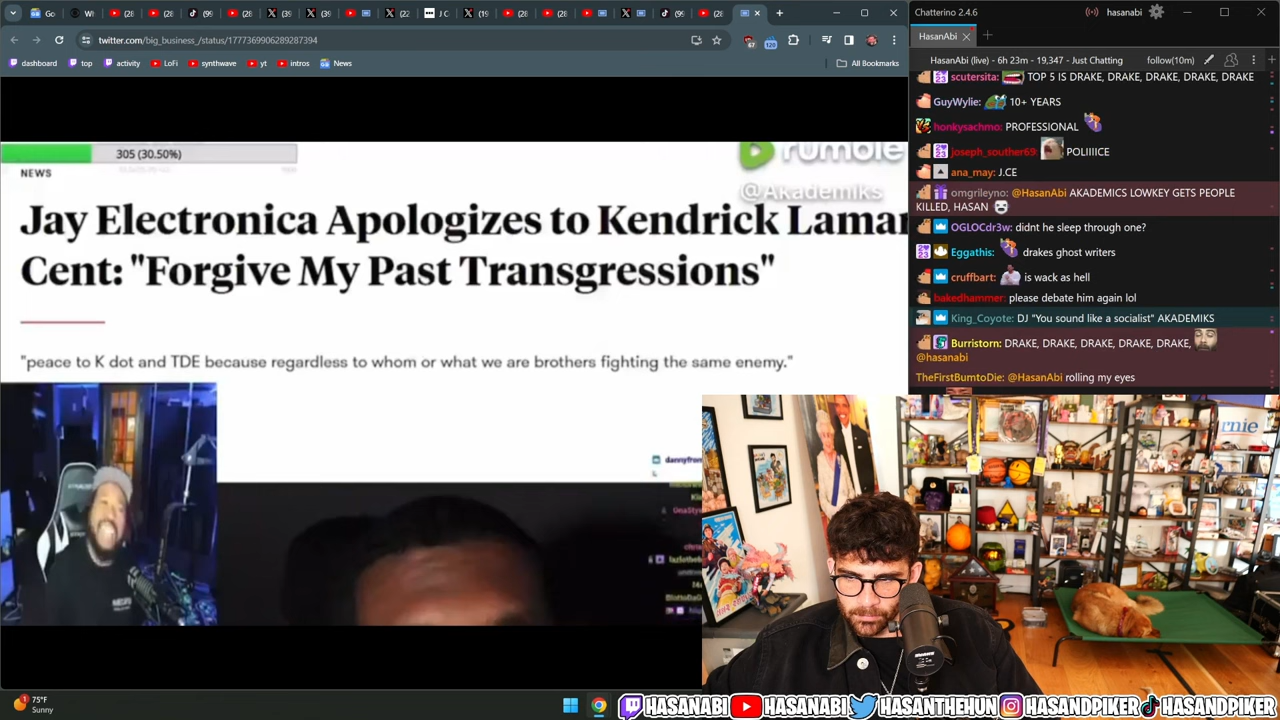 Chatterino 2.4.6
hasanabi
HasanAbi
twitter.com/big_business_/status/1777369906289287394
dashboard
top
activity
LoFi
synthwave
yt
intros
News
All Bookmarks
HasanAbi (live) - 6h 23m - 19,347 - Just Chatting
follow(10m)
scutersita: TOP 5 IS DRAKE, DRAKE, DRAKE, DRAKE, DRAKE
GuyWylie: 10+ YEARS
honkysachmo: PROFESSIONAL
joseph_souther69: POLIIIICE
ana_may: J.CE
omgrileyno: @HasanAbi AKADEMICS LOWKEY GETS PEOPLE
KILLED, HASAN
OGLOCdr3w: didnt he sleep through one?
Eggathis: drakes ghost writers
cruffbart: is wack as hell
bakedhammer: please debate him again lol
King_Coyote: DJ "You sound like a socialist" AKADEMIKS
Burristorn: DRAKE, DRAKE, DRAKE, DRAKE, DRAKE,
@hasanabi
TheFirstBumtoDie: @HasanAbi rolling my eyes
305 (30.50%)
rumble
@Akademiks
NEWS
Jay Electronica Apologizes to Kendrick Lamar
Cent: "Forgive My Past Transgressions"
"peace to K dot and TDE because regardless to whom or what we are brothers fighting the same enemy."
75°F
Sunny
HASANABI
HASANABI
HASANTHEHUN
HASANDPIKER
HASANDPIKER